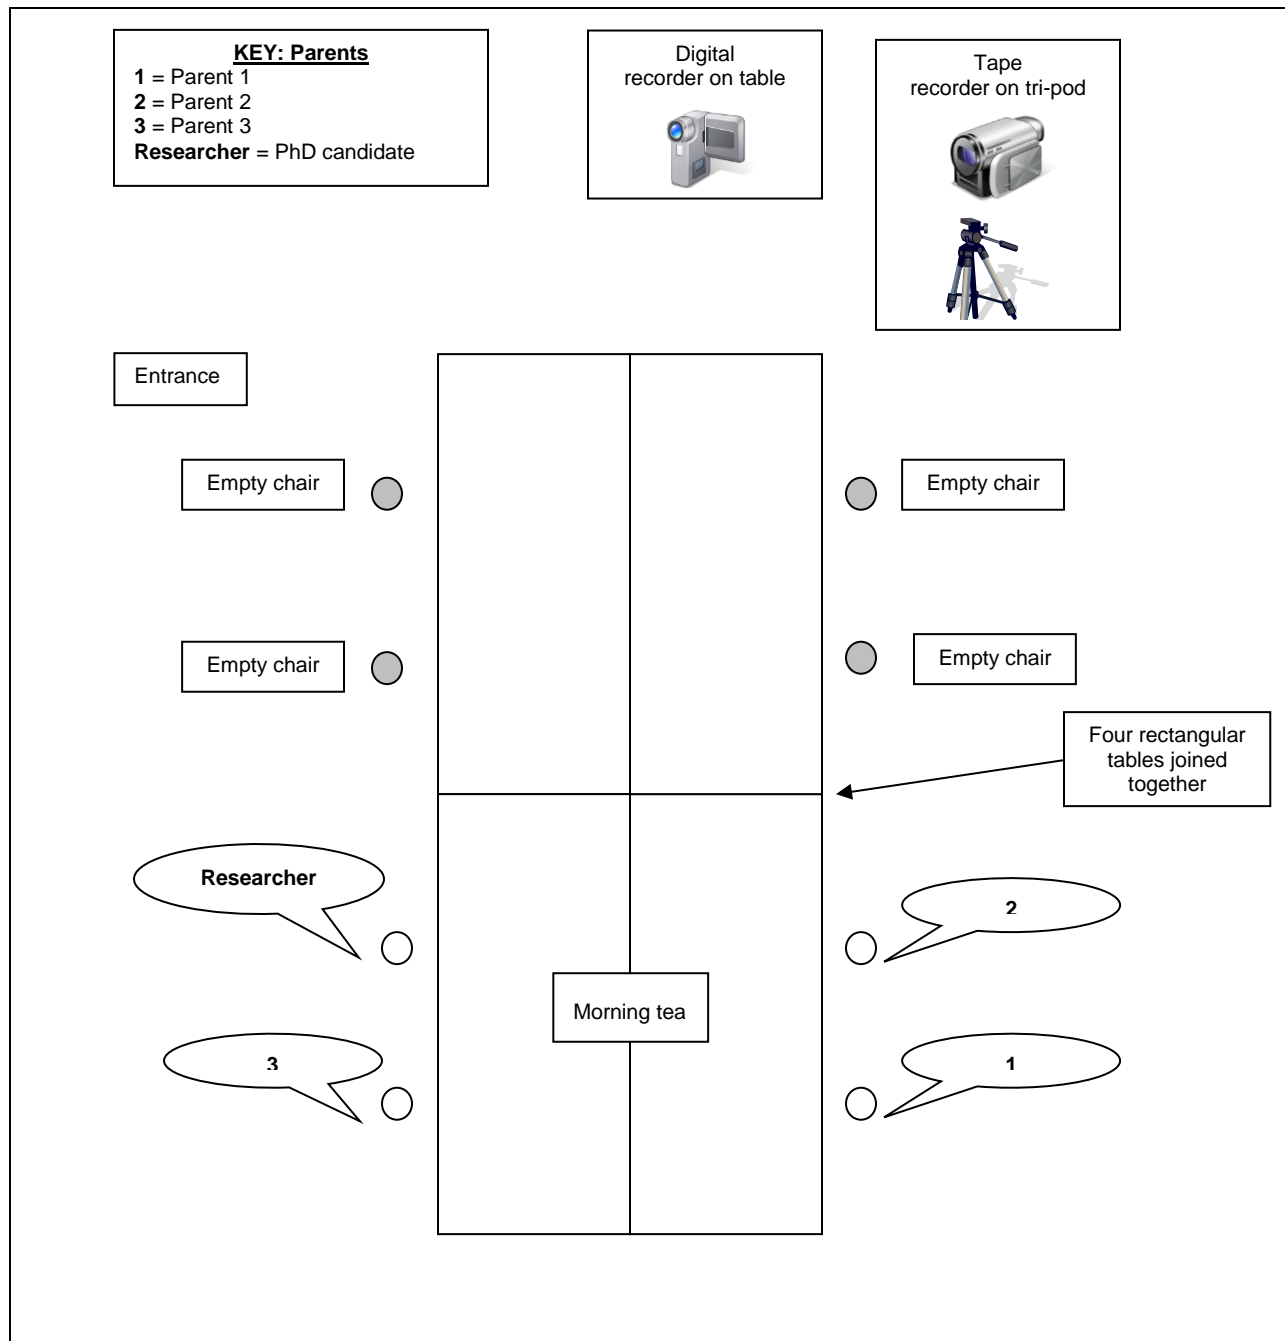 KEY: Parents
1 = Parent 1
2 = Parent 2
3 = Parent 3
Researcher = PhD candidate
Digital
recorder on table
Tape
recorder on tri-pod
Entrance
Empty chair
Empty chair
Empty chair
Empty chair
Four rectangular
tables joined
together
Researcher
2
Morning tea
3
1